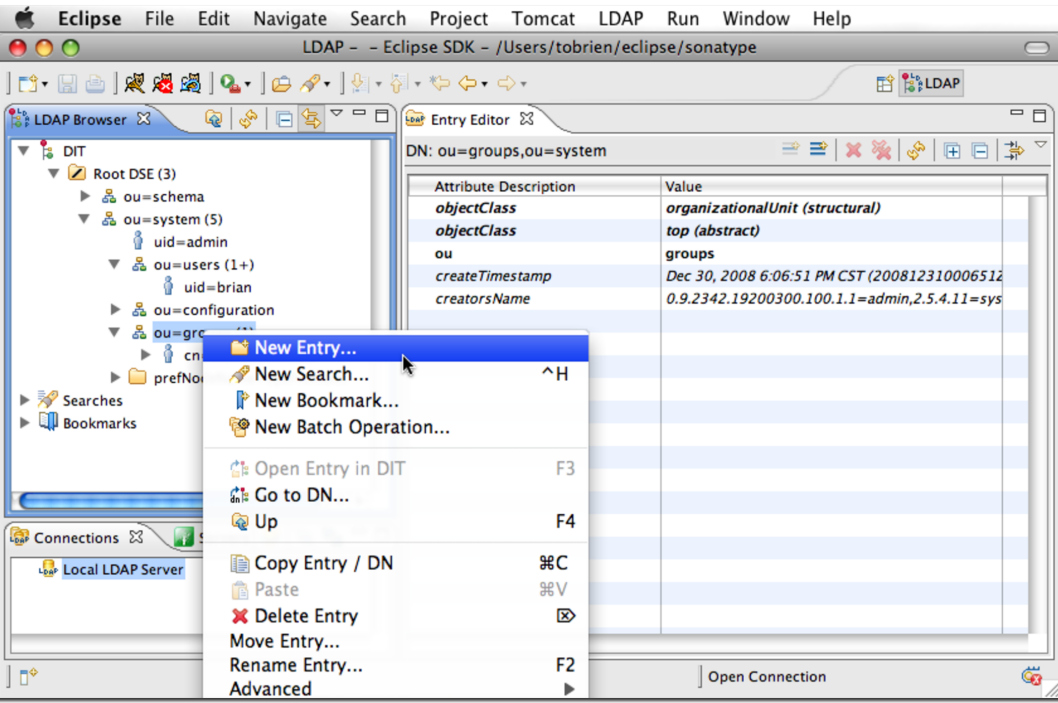 Eclipse File Edit Navigate Search Project Tomcat LDAP Run Window Help
LDAP - - Eclipse SDK - /Users/tobrien/eclipse/sonatype
LDAP
LDAP Browser
DIT
Root DSE (3)
ou=schema
ou=system (5)
uid=admin
ou=users (1+)
uid=brian
ou=configuration
ou=gro
cn
prefNo
Searches
Bookmarks
Entry Editor
DN: ou=groups,ou=system
Attribute Description Value
objectClass organizationalUnit (structural)
objectClass top (abstract)
ou groups
createTimestamp Dec 30, 2008 6:06:51 PM CST (20081231000651Z
creatorsName 0.9.2342.19200300.100.1.1=admin,2.5.4.11=sys
New Entry...
New Search... ^H
New Bookmark...
New Batch Operation...
Open Entry in DIT F3
Go to DN...
Up F4
Copy Entry / DN ⌘C
Paste ⌘V
Delete Entry ⌦
Move Entry...
Rename Entry... F2
Advanced
Connections
Local LDAP Server
Open Connection